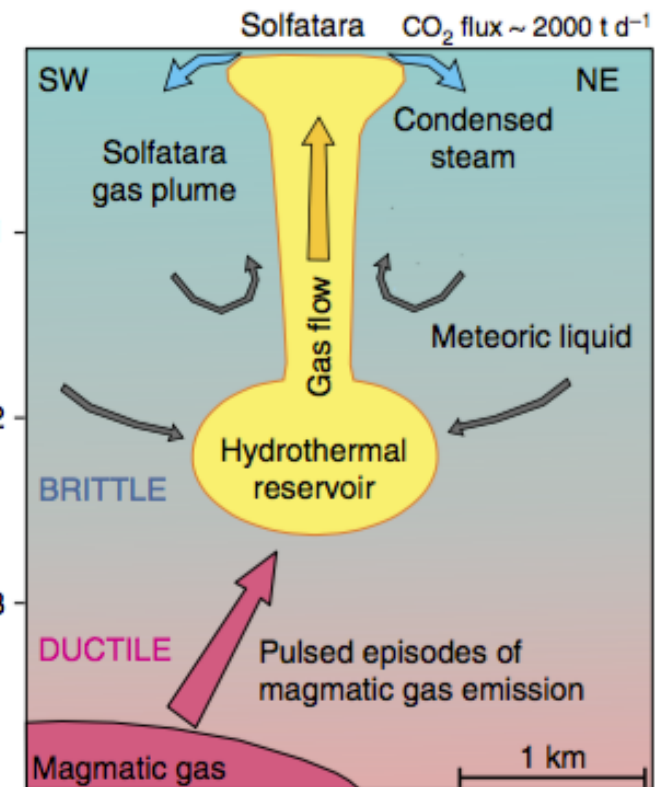 Solfatara CO₂ flux ~ 2000 t d⁻¹
SW
NE
Solfatara
gas plume
Condensed
steam
Gas flow
Meteoric liquid
Hydrothermal
reservoir
BRITTLE
3
DUCTILE
Pulsed episodes of
magmatic gas emission
Magmatic gas
1 km